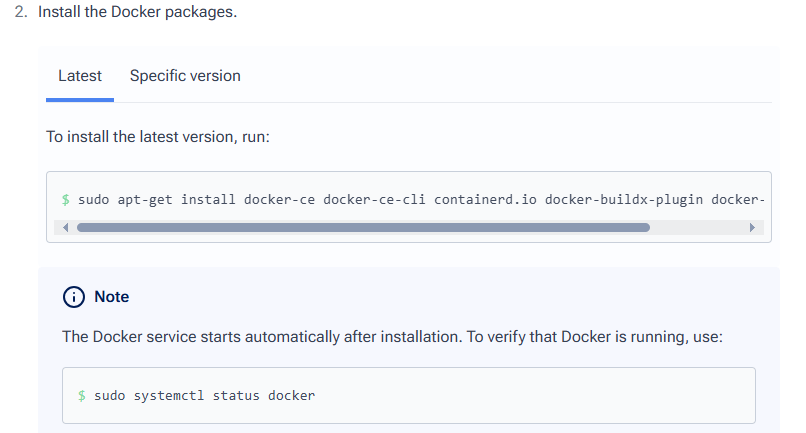 2. Install the Docker packages.
Latest Specific version
To install the latest version, run:
$ sudo apt-get install docker-ce docker-ce-cli containerd.io docker-buildx-plugin docker-
Note
The Docker service starts automatically after installation. To verify that Docker is running, use:
$ sudo systemctl status docker